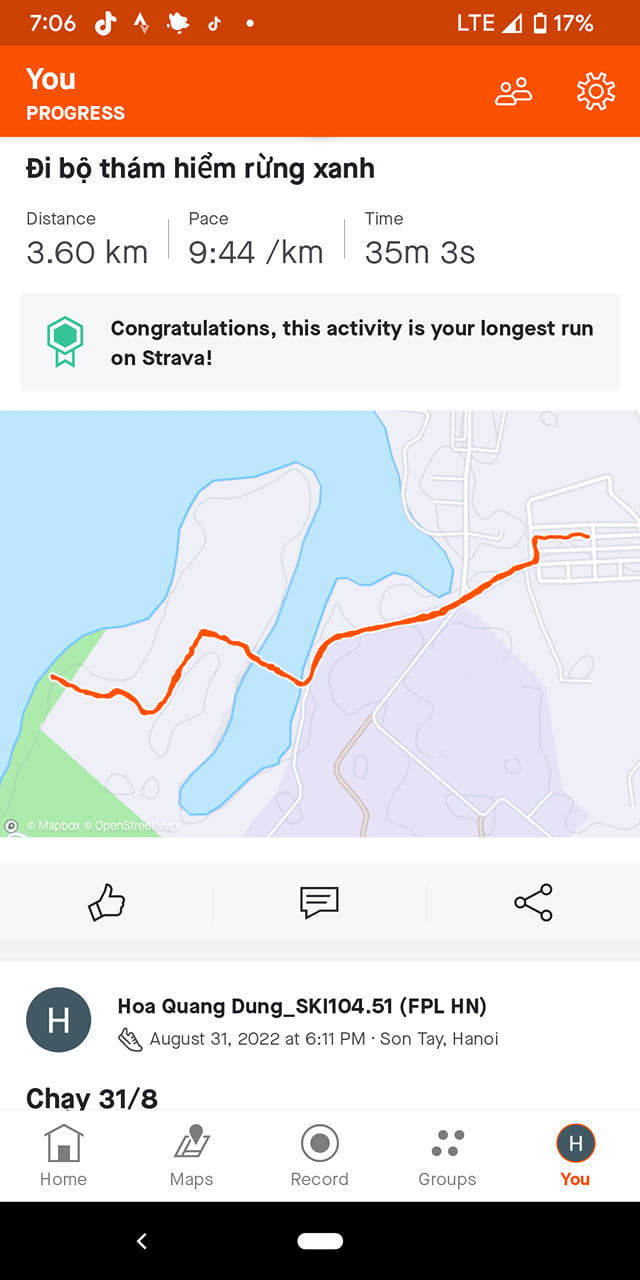 7:06
LTE
17%
You
PROGRESS
Đi bộ thám hiểm rừng xanh
Distance
Pace
Time
3.60 km
9:44 /km
35m 3s
Congratulations, this activity is your longest run
on Strava!
© Mapbox © OpenStreetMap
H
Hoa Quang Dung_SKI104.51 (FPL HN)
August 31, 2022 at 6:11 PM · Son Tay, Hanoi
Chạy 31/8
Home
Maps
Record
Groups
H
You